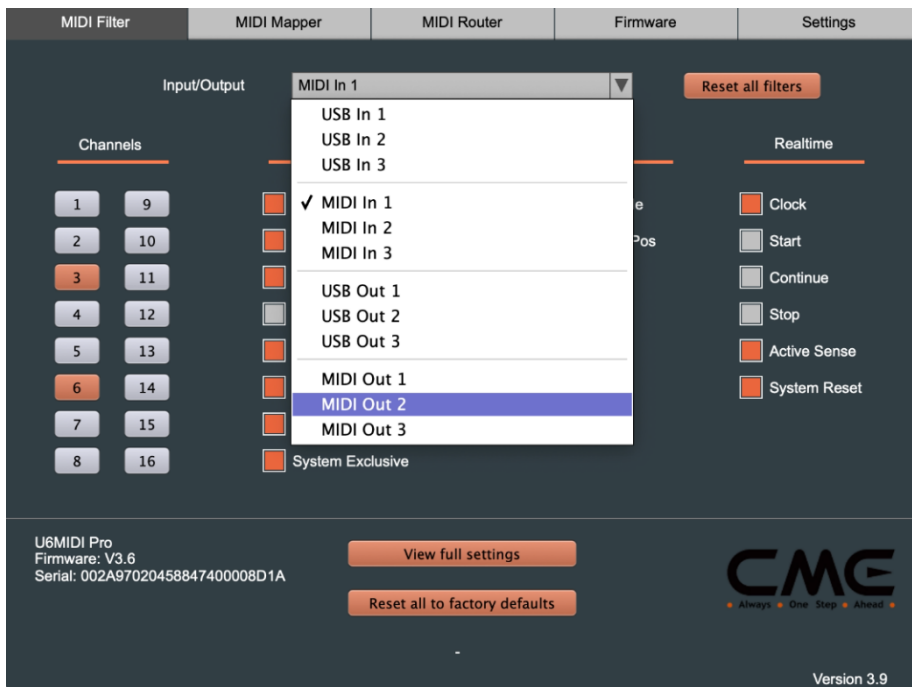 MIDI Filter MIDI Mapper MIDI Router Firmware Settings
Input/Output MIDI In 1 Reset all filters
USB In 1
USB In 2
USB In 3
✓ MIDI In 1
MIDI In 2
MIDI In 3
USB Out 1
USB Out 2
USB Out 3
MIDI Out 1
MIDI Out 2
MIDI Out 3
Channels
1 9
2 10
3 11
4 12
5 13
6 14
7 15
8 16
System Exclusive
e
Pos
Realtime
Clock
Start
Continue
Stop
Active Sense
System Reset
U6MIDI Pro
Firmware: V3.6
Serial: 002A97020458847400008D1A
View full settings
Reset all to factory defaults
-
CME
Always • One Step • Ahead •
Version 3.9